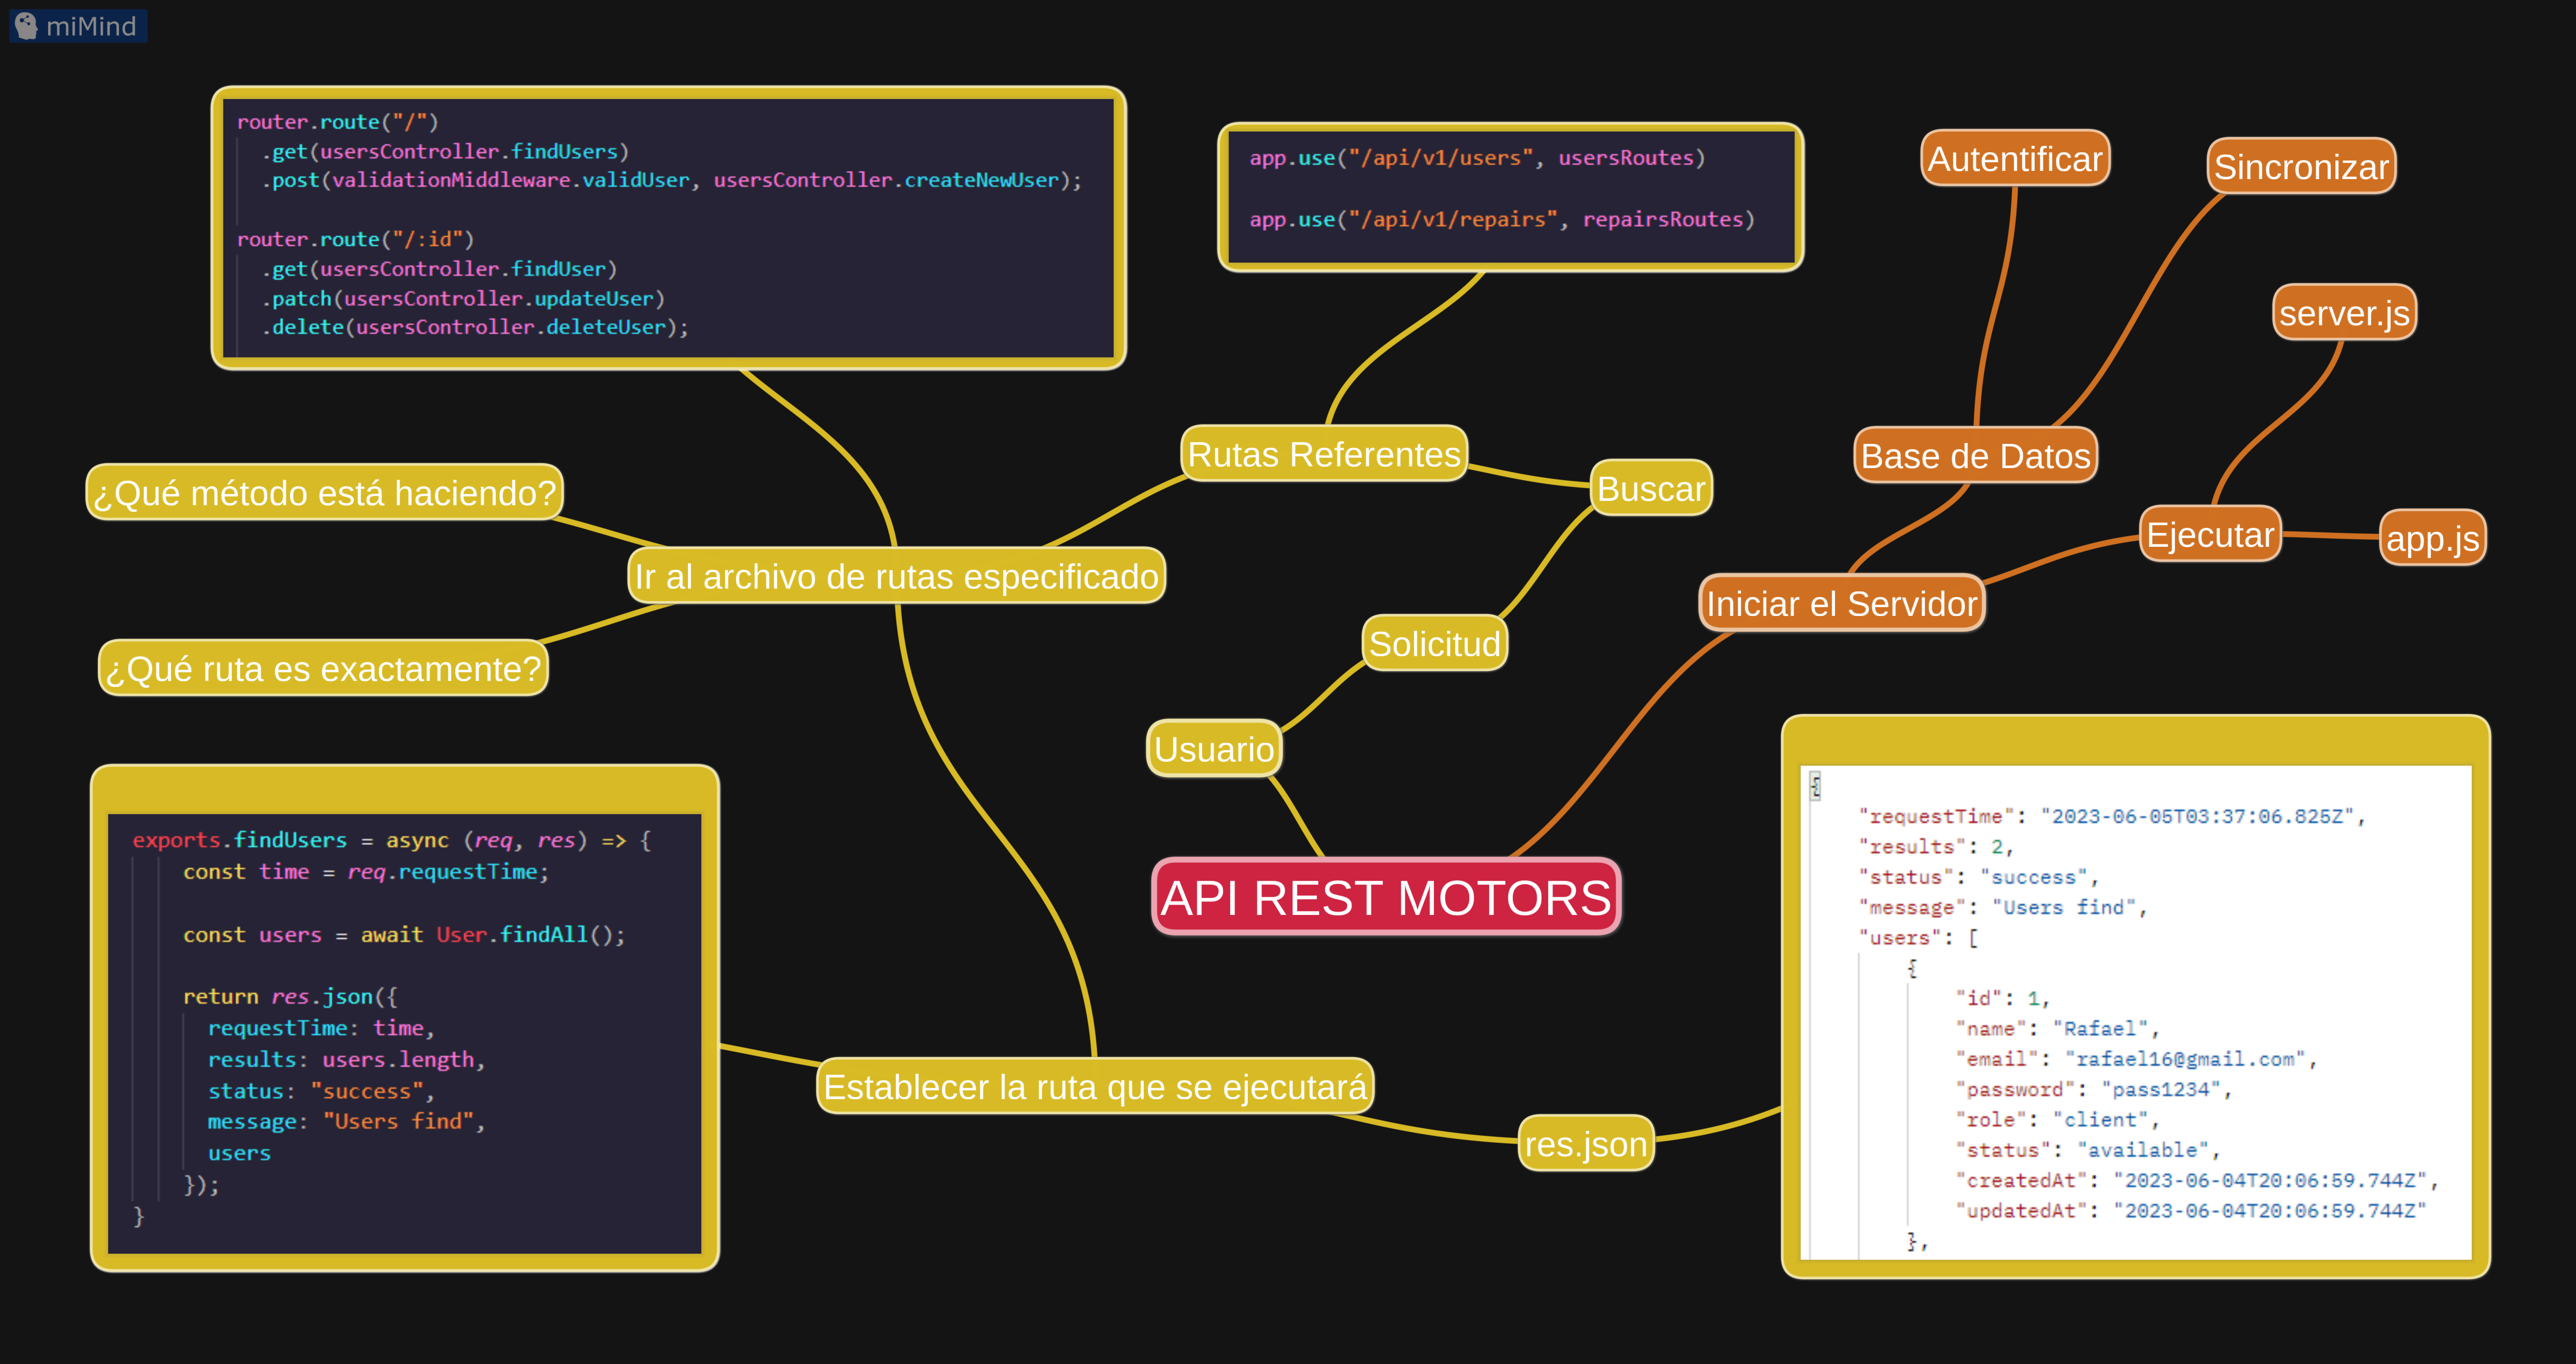 miMind
router.route("/")
.get(usersController.findUsers)
.post(validationMiddleware.validUser, usersController.createNewUser);
router.route("/:id")
.get(usersController.findUser)
.patch(usersController.updateUser)
.delete(usersController.deleteUser);
app.use("/api/v1/users", usersRoutes)
app.use("/api/v1/repairs", repairsRoutes)
Autentificar
Sincronizar
server.js
Base de Datos
Ejecutar
app.js
Iniciar el Servidor
Rutas Referentes
Buscar
¿Qué método está haciendo?
Ir al archivo de rutas especificado
¿Qué ruta es exactamente?
Solicitud
Usuario
API REST MOTORS
exports.findUsers = async (req, res) => {
const time = req.requestTime;
const users = await User.findAll();
return res.json({
requestTime: time,
results: users.length,
status: "success",
message: "Users find",
users
});
}
Establecer la ruta que se ejecutará
res.json
{
"requestTime": "2023-06-05T03:37:06.825Z",
"results": 2,
"status": "success",
"message": "Users find",
"users": [
{
"id": 1,
"name": "Rafael",
"email": "rafael16@gmail.com",
"password": "pass1234",
"role": "client",
"status": "available",
"createdAt": "2023-06-04T20:06:59.744Z",
"updatedAt": "2023-06-04T20:06:59.744Z"
},